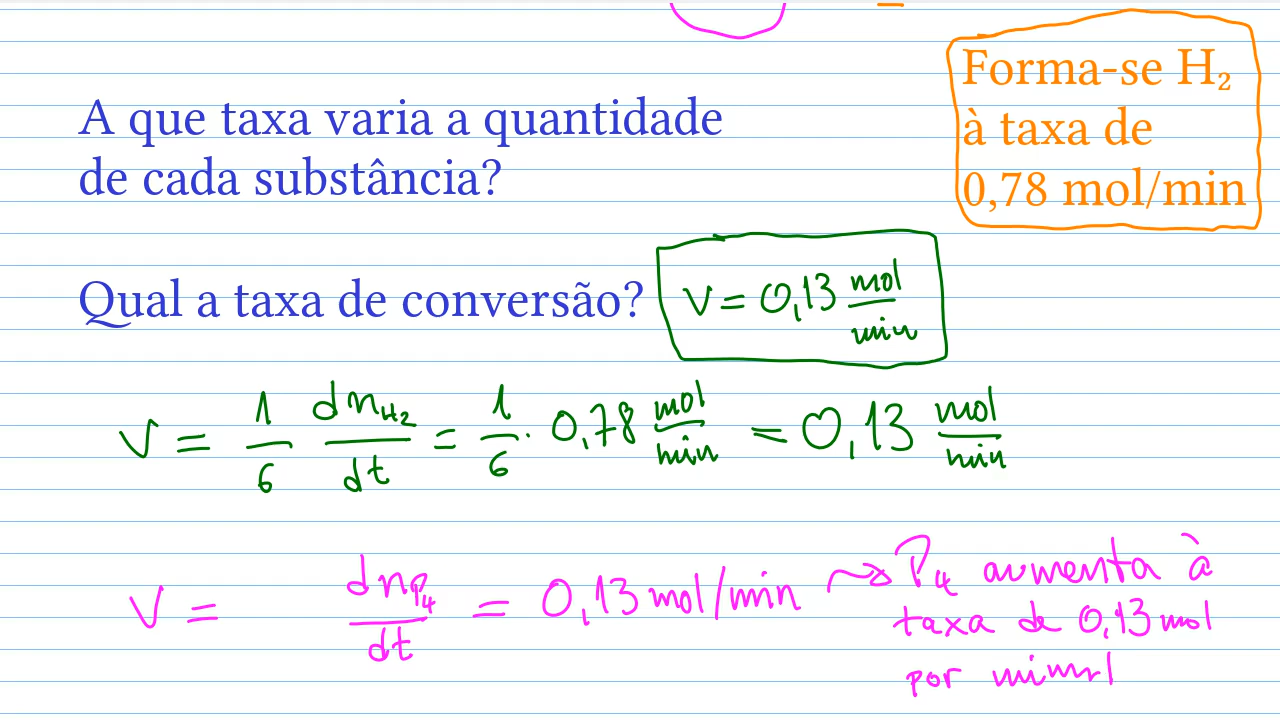 Forma-se H₂
à taxa de
0,78 mol/min
A que taxa varia a quantidade
de cada substância?
Qual a taxa de conversão?
V = 0,13 mol/min
V = 1/6 dn_H₂/dt = 1/6 · 0,78 mol/min = 0,13 mol/min
V = dn_P₄/dt = 0,13 mol/min ⤳ P₄ aumenta à
taxa de 0,13 mol
por